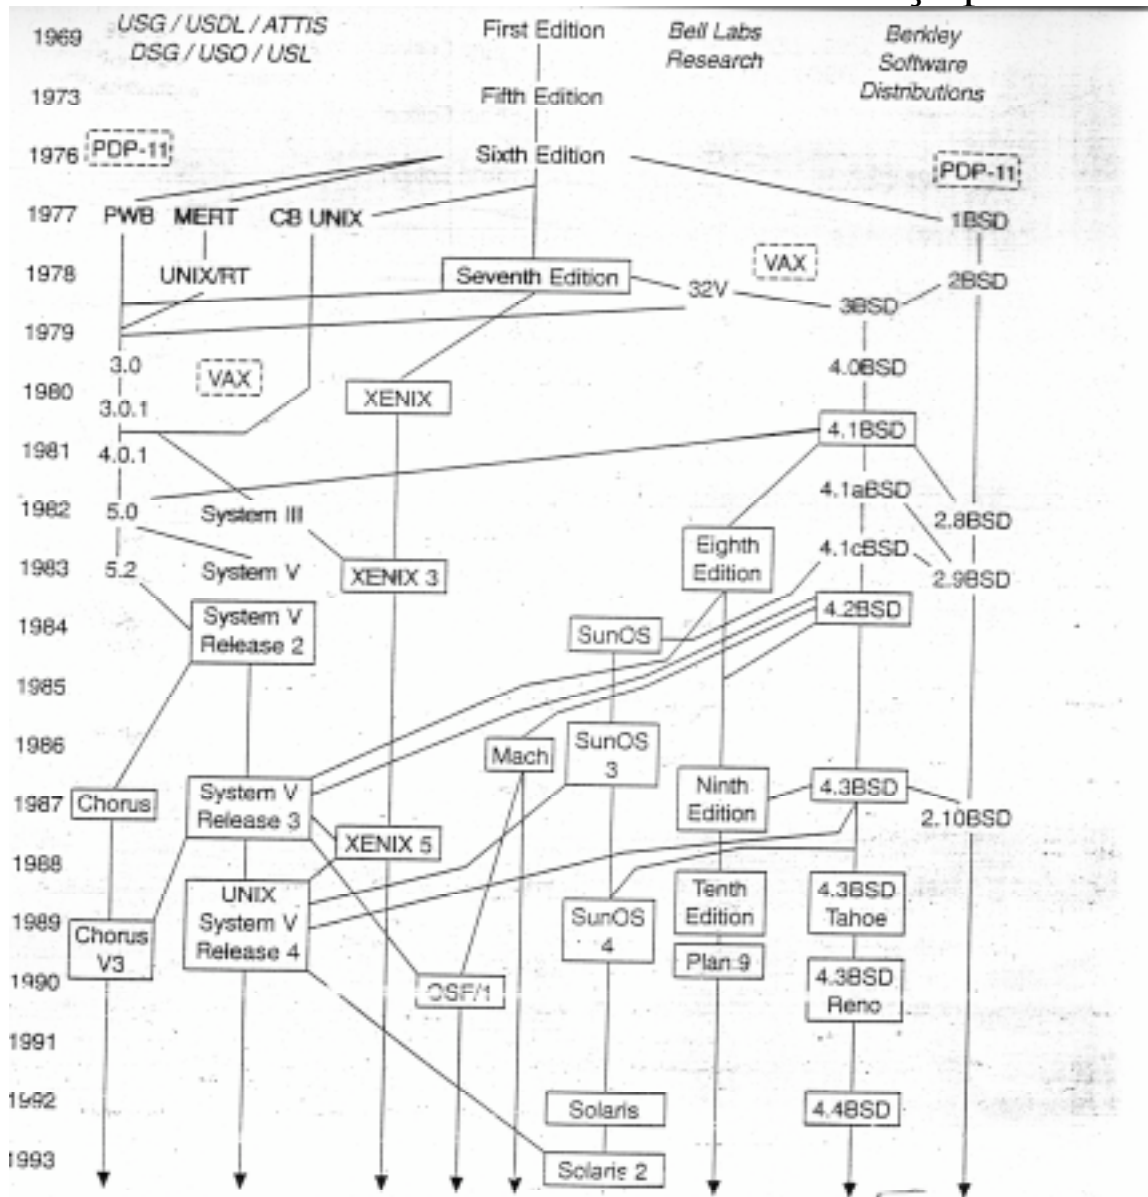 1969
USG / USDL / ATTIS
DSG / USO / USL
First Edition
Bell Labs
Research
Berkley
Software
Distributions
1973
Fifth Edition
1976
PDP-11
Sixth Edition
PDP-11
1977
PWB
MERT
CB UNIX
1BSD
1978
UNIX/RT
Seventh Edition
VAX
32V
2BSD
3BSD
1979
3.0
VAX
4.0BSD
1980
3.0.1
XENIX
4.1BSD
1981
4.0.1
4.1aBSD
1982
5.0
System III
2.8BSD
Eighth
Edition
4.1cBSD
1983
5.2
System V
XENIX 3
2.9BSD
4.2BSD
1984
System V
Release 2
SunOS
1985
1986
Mach
SunOS
3
1987
Chorus
System V
Release 3
Ninth
Edition
4.3BSD
2.10BSD
XENIX 5
1988
UNIX
System V
Release 4
Tenth
Edition
4.3BSD
Tahoe
1989
Chorus
V3
SunOS
4
Plan 9
1990
OSF/1
4.3BSD
Reno
1991
1992
Solaris
4.4BSD
1993
Solaris 2